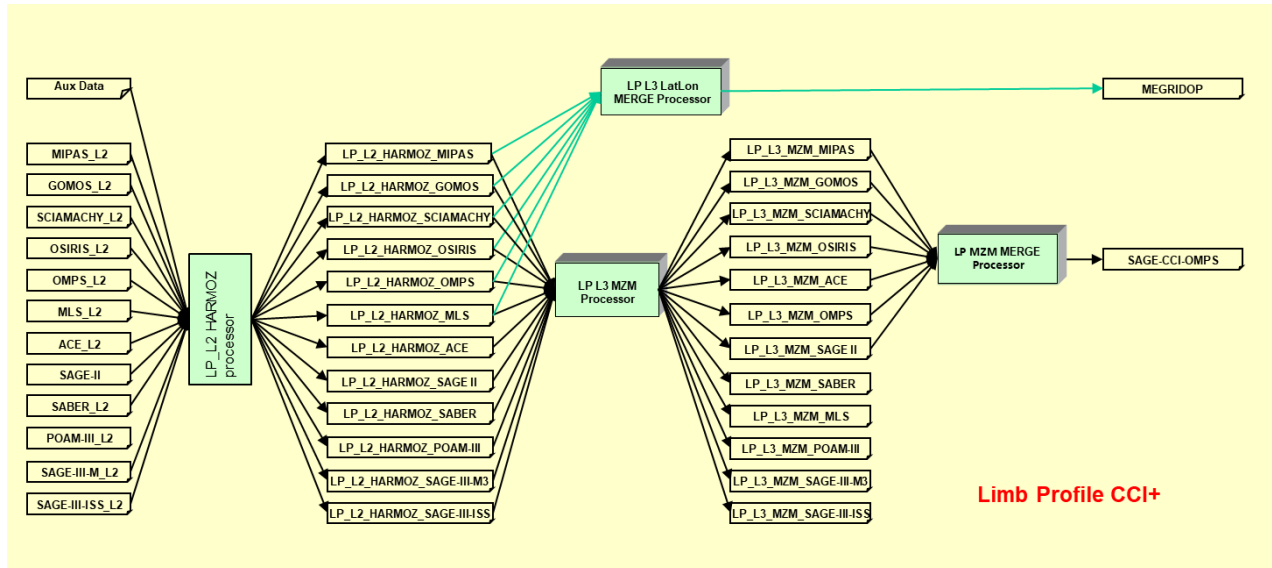 Aux Data
MIPAS_L2
GOMOS_L2
SCIAMACHY_L2
OSIRIS_L2
OMPS_L2
MLS_L2
ACE_L2
SAGE-II
SABER_L2
POAM-III_L2
SAGE-III-M_L2
SAGE-III-ISS_L2
LP_L2 HARMOZ
processor
LP_L2_HARMOZ_MIPAS
LP_L2_HARMOZ_GOMOS
LP_L2_HARMOZ_SCIAMACHY
LP_L2_HARMOZ_OSIRIS
LP_L2_HARMOZ_OMPS
LP_L2_HARMOZ_MLS
LP_L2_HARMOZ_ACE
LP_L2_HARMOZ_SAGE II
LP_L2_HARMOZ_SABER
LP_L2_HARMOZ_POAM-III
LP_L2_HARMOZ_SAGE-III-M3
LP_L2_HARMOZ_SAGE-III-ISS
LP L3 LatLon
MERGE Processor
LP L3 MZM
Processor
LP_L3_MZM_MIPAS
LP_L3_MZM_GOMOS
LP_L3_MZM_SCIAMACHY
LP_L3_MZM_OSIRIS
LP_L3_MZM_ACE
LP_L3_MZM_OMPS
LP_L3_MZM_SAGE II
LP_L3_MZM_SABER
LP_L3_MZM_MLS
LP_L3_MZM_POAM-III
LP_L3_MZM_SAGE-III-M3
LP_L3_MZM_SAGE-III-ISS
LP MZM MERGE
Processor
MEGRIDOP
SAGE-CCI-OMPS
Limb Profile CCI+